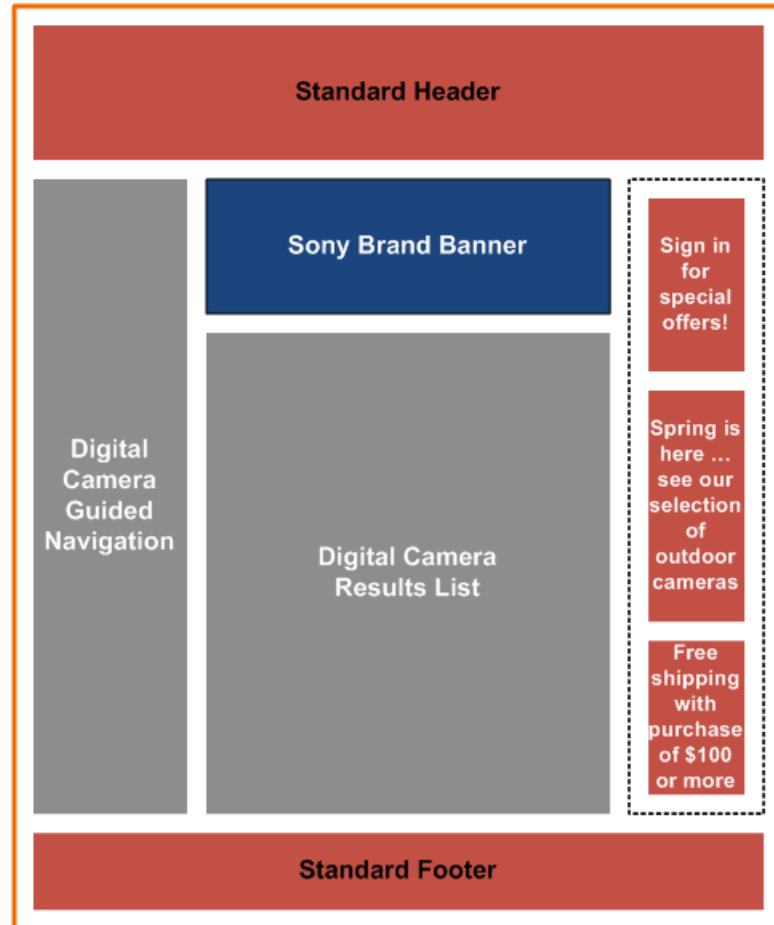 Standard Header
Digital
Camera
Guided
Navigation
Sony Brand Banner
Digital Camera
Results List
Sign in
for
special
offers!
Spring is
here ...
see our
selection
of
outdoor
cameras
Free
shipping
with
purchase
of $100
or more
Standard Footer